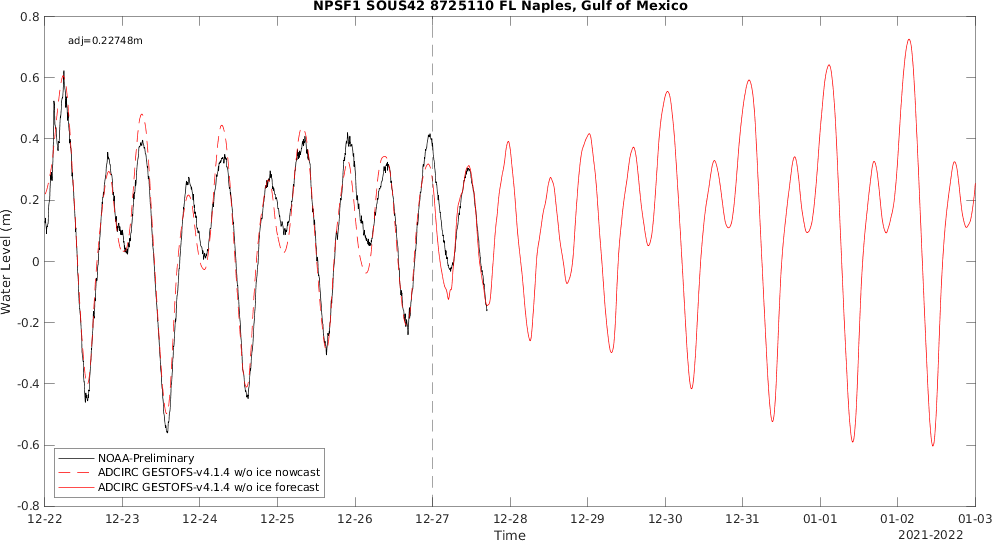 NPSF1 SOUS42 8725110 FL Naples, Gulf of Mexico
adj=0.22748m
0.8
0.6
0.4
0.2
0
-0.2
-0.4
-0.6
-0.8
Water Level (m)
NOAA-Preliminary
ADCIRC GESTOFS-v4.1.4 w/o ice nowcast
ADCIRC GESTOFS-v4.1.4 w/o ice forecast
12-22 12-23 12-24 12-25 12-26 12-27 12-28 12-29 12-30 12-31 01-01 01-02 01-03
Time
2021-2022